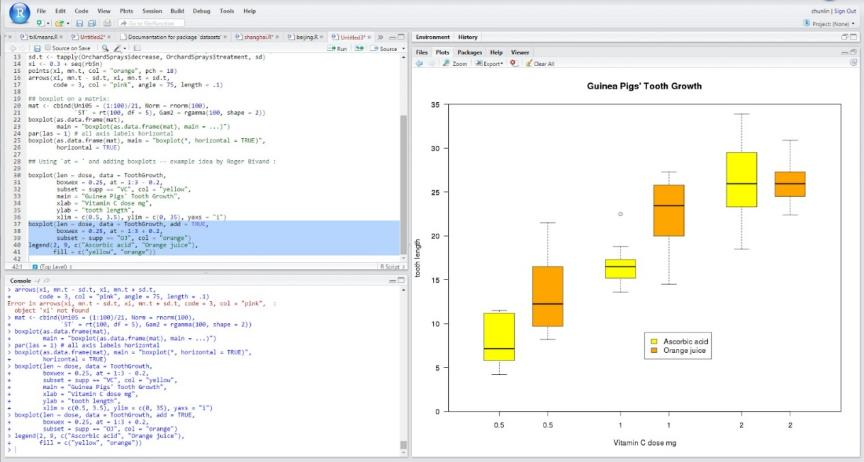 File Edit Code View Plots Session Build Debug Tools Help
chunlin | Sign Out
Go to file/function
Project: (None)
txKmeans.R
Untitled2*
Documentation for package 'datasets'
shanghai.R*
beijing.R
Untitled3*
Source on Save
Run
Source
13 sd.t <- tapply(OrchardSprays$decrease, OrchardSprays$treatment, sd)
14 xi <- 0.3 + seq(rb$n)
15 points(xi, mn.t, col = "orange", pch = 18)
16 arrows(xi, mn.t - sd.t, xi, mn.t + sd.t,
17 code = 3, col = "pink", angle = 75, length = .1)
18
19 ## boxplot on a matrix:
20 mat <- cbind(Uni05 = (1:100)/21, Norm = rnorm(100),
21 `5T` = rt(100, df = 5), Gam2 = rgamma(100, shape = 2))
22 boxplot(as.data.frame(mat),
23 main = "boxplot(as.data.frame(mat), main = ...)")
24 par(las = 1) # all axis labels horizontal
25 boxplot(as.data.frame(mat), main = "boxplot(*, horizontal = TRUE)",
26 horizontal = TRUE)
27
28 ## Using 'at = ' and adding boxplots -- example idea by Roger Bivand :
29
30 boxplot(len ~ dose, data = ToothGrowth,
31 boxwex = 0.25, at = 1:3 - 0.2,
32 subset = supp == "VC", col = "yellow",
33 main = "Guinea Pigs' Tooth Growth",
34 xlab = "Vitamin C dose mg",
35 ylab = "tooth length",
36 xlim = c(0.5, 3.5), ylim = c(0, 35), yaxs = "i")
37 boxplot(len ~ dose, data = ToothGrowth, add = TRUE,
38 boxwex = 0.25, at = 1:3 + 0.2,
39 subset = supp == "OJ", col = "orange")
40 legend(2, 9, c("Ascorbic acid", "Orange juice"),
41 fill = c("yellow", "orange"))
42
42:1 (Top Level) R Script
Console ~/
> arrows(xi, mn.t - sd.t, xi, mn.t + sd.t,
+ code = 3, col = "pink", angle = 75, length = .1)
Error in arrows(xi, mn.t - sd.t, xi, mn.t + sd.t, code = 3, col = "pink", :
object 'xi' not found
> mat <- cbind(Uni05 = (1:100)/21, Norm = rnorm(100),
+ `5T` = rt(100, df = 5), Gam2 = rgamma(100, shape = 2))
> boxplot(as.data.frame(mat),
+ main = "boxplot(as.data.frame(mat), main = ...)")
> par(las = 1) # all axis labels horizontal
> boxplot(as.data.frame(mat), main = "boxplot(*, horizontal = TRUE)",
+ horizontal = TRUE)
> boxplot(len ~ dose, data = ToothGrowth,
+ boxwex = 0.25, at = 1:3 - 0.2,
+ subset = supp == "VC", col = "yellow",
+ main = "Guinea Pigs' Tooth Growth",
+ xlab = "Vitamin C dose mg",
+ ylab = "tooth length",
+ xlim = c(0.5, 3.5), ylim = c(0, 35), yaxs = "i")
> boxplot(len ~ dose, data = ToothGrowth, add = TRUE,
+ boxwex = 0.25, at = 1:3 + 0.2,
+ subset = supp == "OJ", col = "orange")
> legend(2, 9, c("Ascorbic acid", "Orange juice"),
+ fill = c("yellow", "orange"))
>
Environment History
Files Plots Packages Help Viewer
Zoom Export Clear All
Guinea Pigs' Tooth Growth
35
30
25
20
15
10
5
0
tooth length
Ascorbic acid
Orange juice
0.5 0.5 1 1 2 2
Vitamin C dose mg